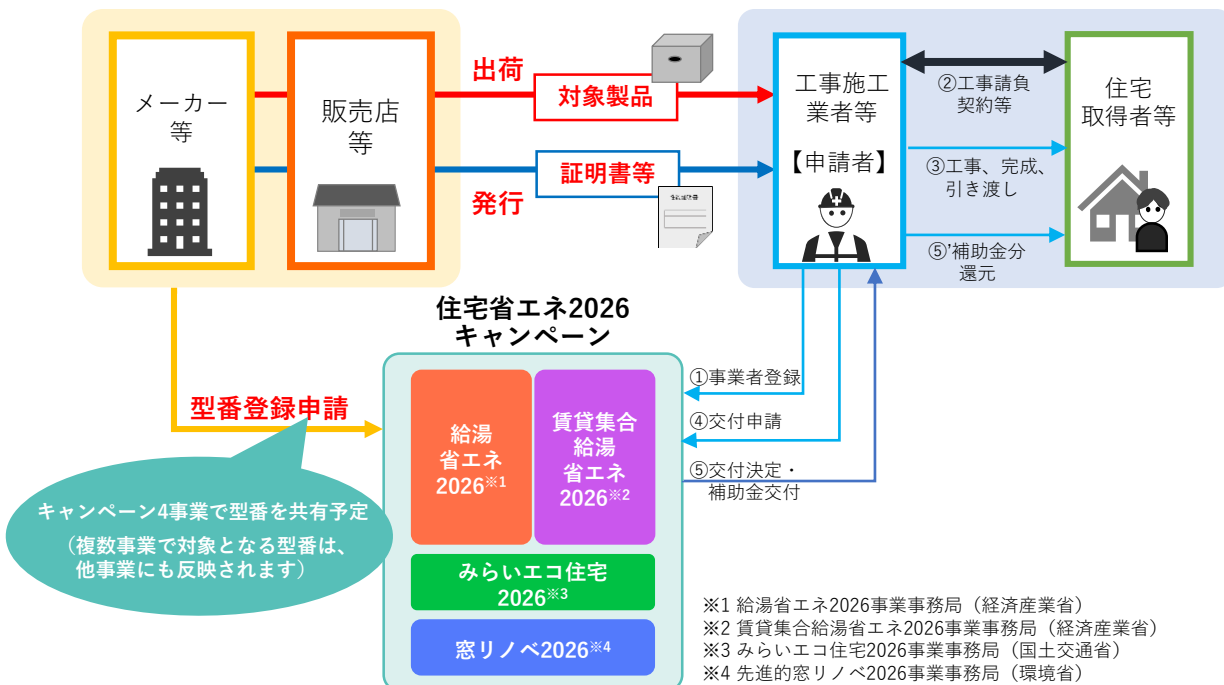 メーカー
等
販売店
等
出荷
対象製品
発行
証明書等
工事施工
業者等
【申請者】
②工事請負
契約等
③工事、完成、
引き渡し
⑤'補助金分
還元
住宅
取得者等
住宅省エネ2026
キャンペーン
型番登録申請
キャンペーン4事業で型番を共有予定
（複数事業で対象となる型番は、
他事業にも反映されます）
給湯
省エネ
2026※1
賃貸集合
給湯
省エネ
2026※2
みらいエコ住宅
2026※3
窓リノベ2026※4
①事業者登録
④交付申請
⑤交付決定・
補助金交付
※1 給湯省エネ2026事業事務局（経済産業省）
※2 賃貸集合給湯省エネ2026事業事務局（経済産業省）
※3 みらいエコ住宅2026事業事務局（国土交通省）
※4 先進的窓リノベ2026事業事務局（環境省）